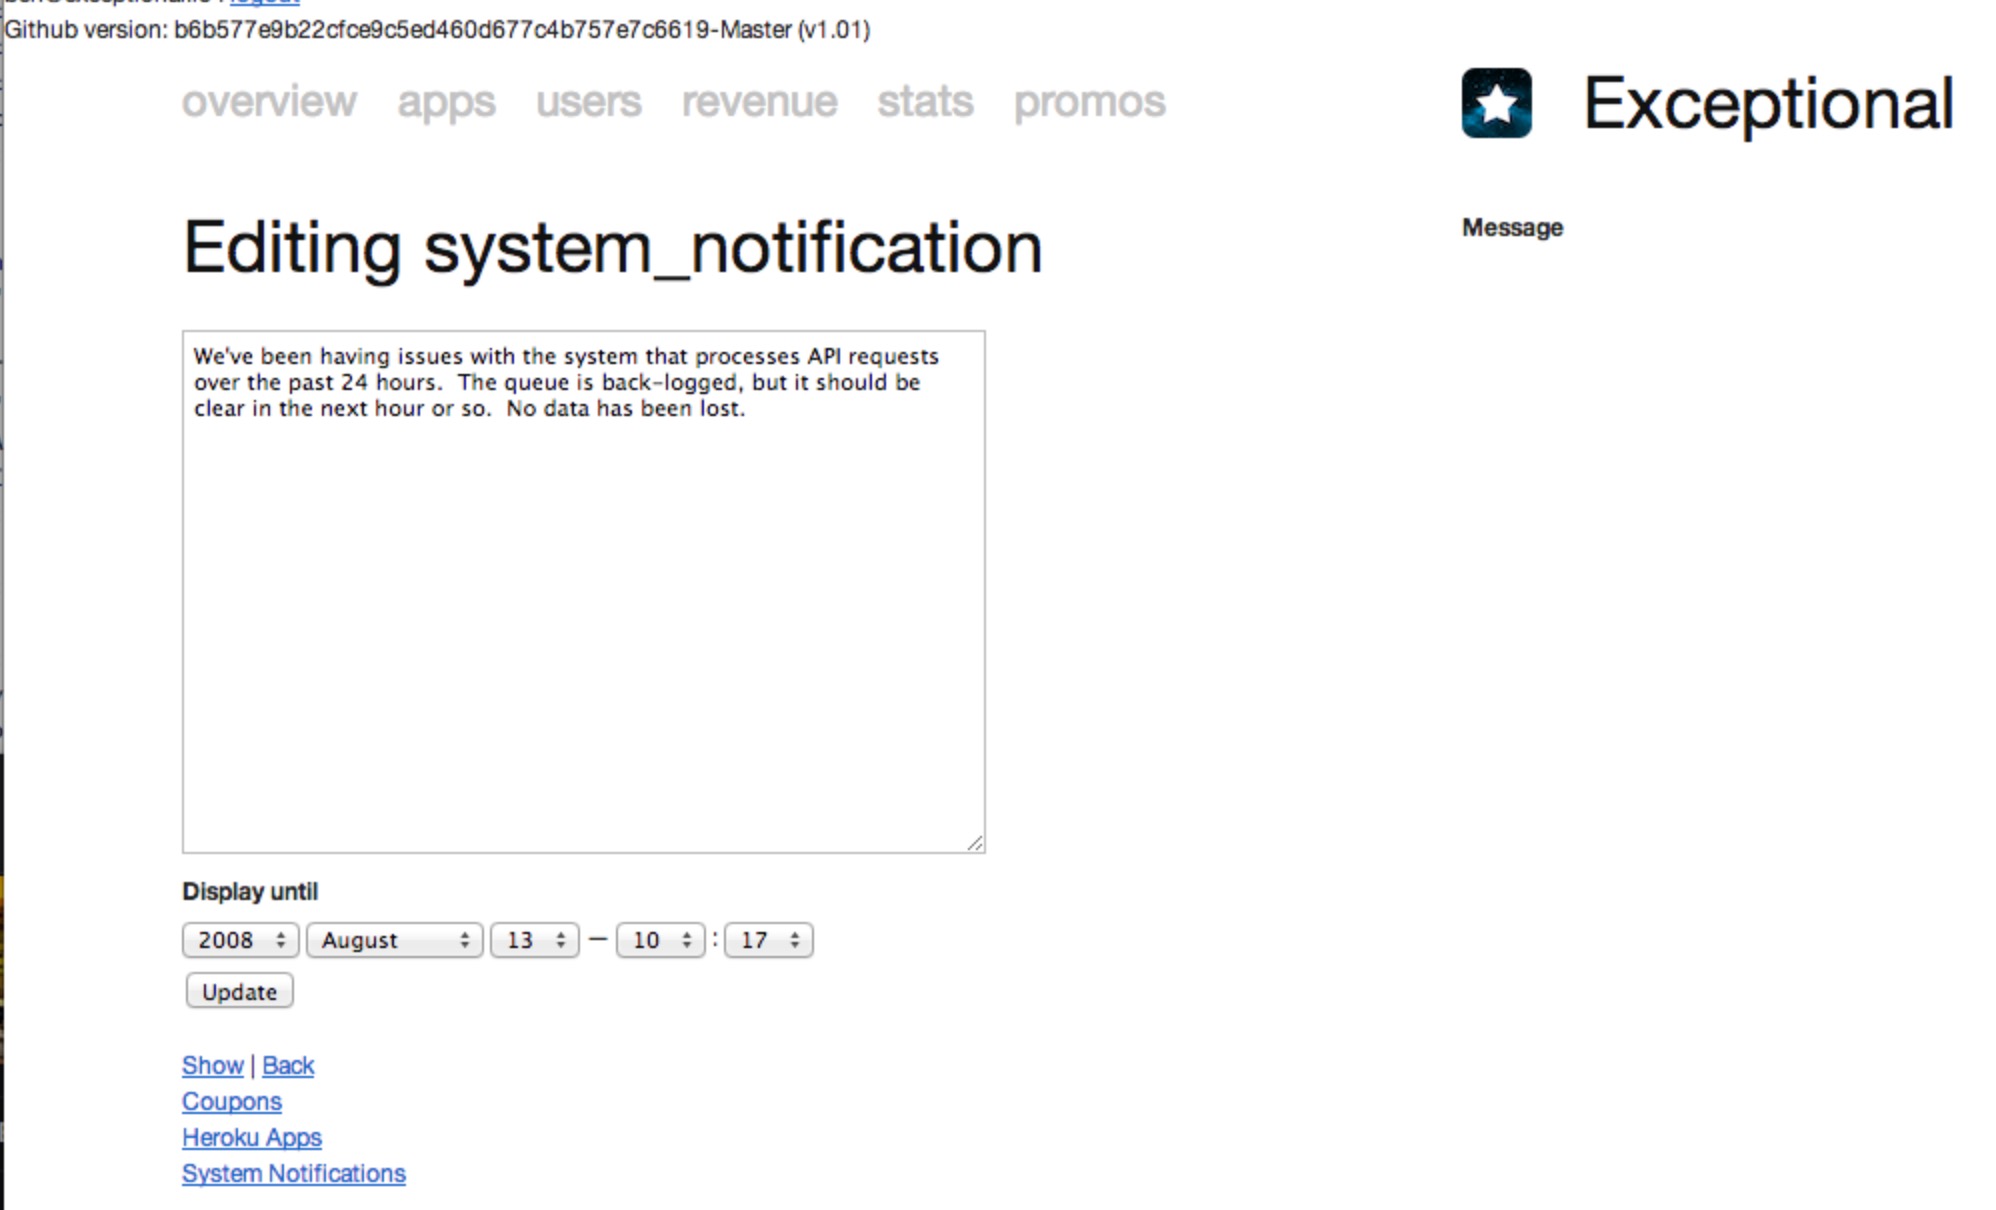 logout
Github version: b6b577e9b22cfce9c5ed460d677c4b757e7c6619-Master (v1.01)
overview apps users revenue stats promos
Exceptional
Editing system_notification
Message
We've been having issues with the system that processes API requests
over the past 24 hours.  The queue is back-logged, but it should be
clear in the next hour or so.  No data has been lost.
Display until
2008 August 13 — 10 : 17
Update
Show | Back
Coupons
Heroku Apps
System Notifications